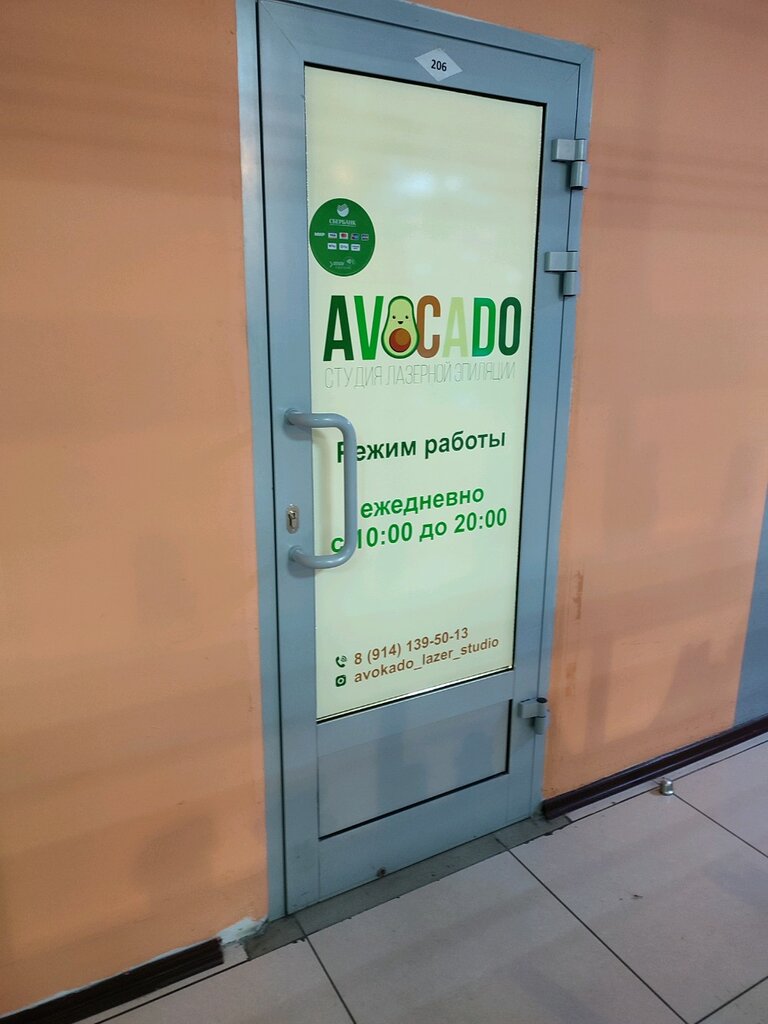 206
СБЕРБАНК
AVOCADO
СТУДИЯ ЛАЗЕРНОЙ ЭПИЛЯЦИИ
Режим работы
ежедневно
с 10:00 до 20:00
8 (914) 139-50-13
avokado_lazer_studio